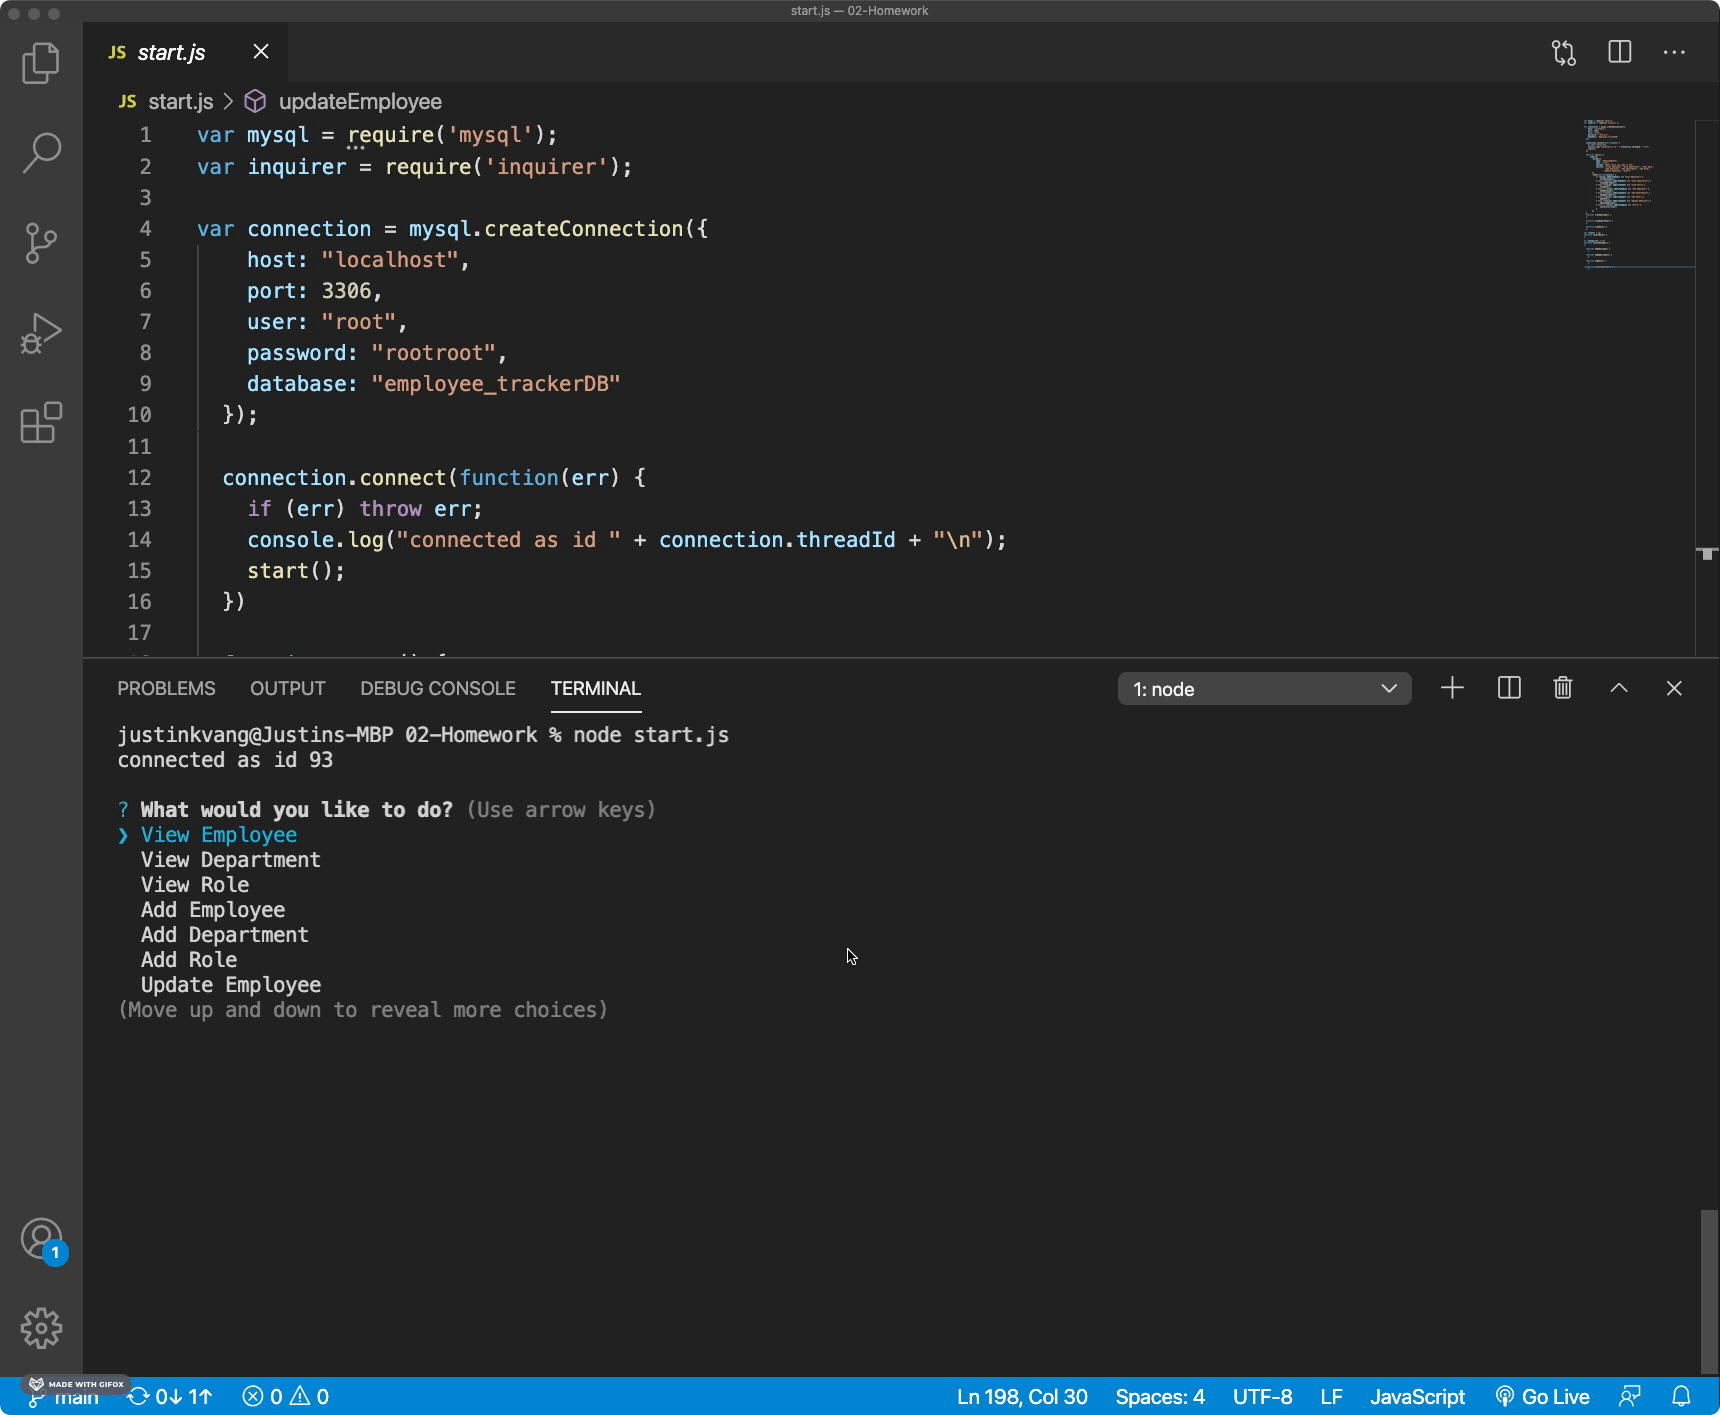 start.js — 02-Homework
JS start.js
JS start.js > updateEmployee
1 var mysql = require('mysql');
2 var inquirer = require('inquirer');
3
4 var connection = mysql.createConnection({
5 host: "localhost",
6 port: 3306,
7 user: "root",
8 password: "rootroot",
9 database: "employee_trackerDB"
10 });
11
12 connection.connect(function(err) {
13 if (err) throw err;
14 console.log("connected as id " + connection.threadId + "\n");
15 start();
16 })
17
PROBLEMS OUTPUT DEBUG CONSOLE TERMINAL 1: node
justinkvang@Justins-MBP 02-Homework % node start.js
connected as id 93
? What would you like to do? (Use arrow keys)
❯ View Employee
View Department
View Role
Add Employee
Add Department
Add Role
Update Employee
(Move up and down to reveal more choices)
1
MADE WITH GIFOX
main 0↓ 1↑ 0 0 Ln 198, Col 30 Spaces: 4 UTF-8 LF JavaScript Go Live